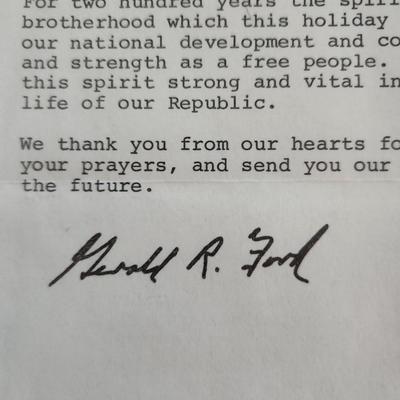 For two hundred years the spiri
brotherhood which this holiday
our national development and co
and strength as a free people.
this spirit strong and vital in
life of our Republic.
We thank you from our hearts fo
your prayers, and send you our
the future.
Gerald R. Ford